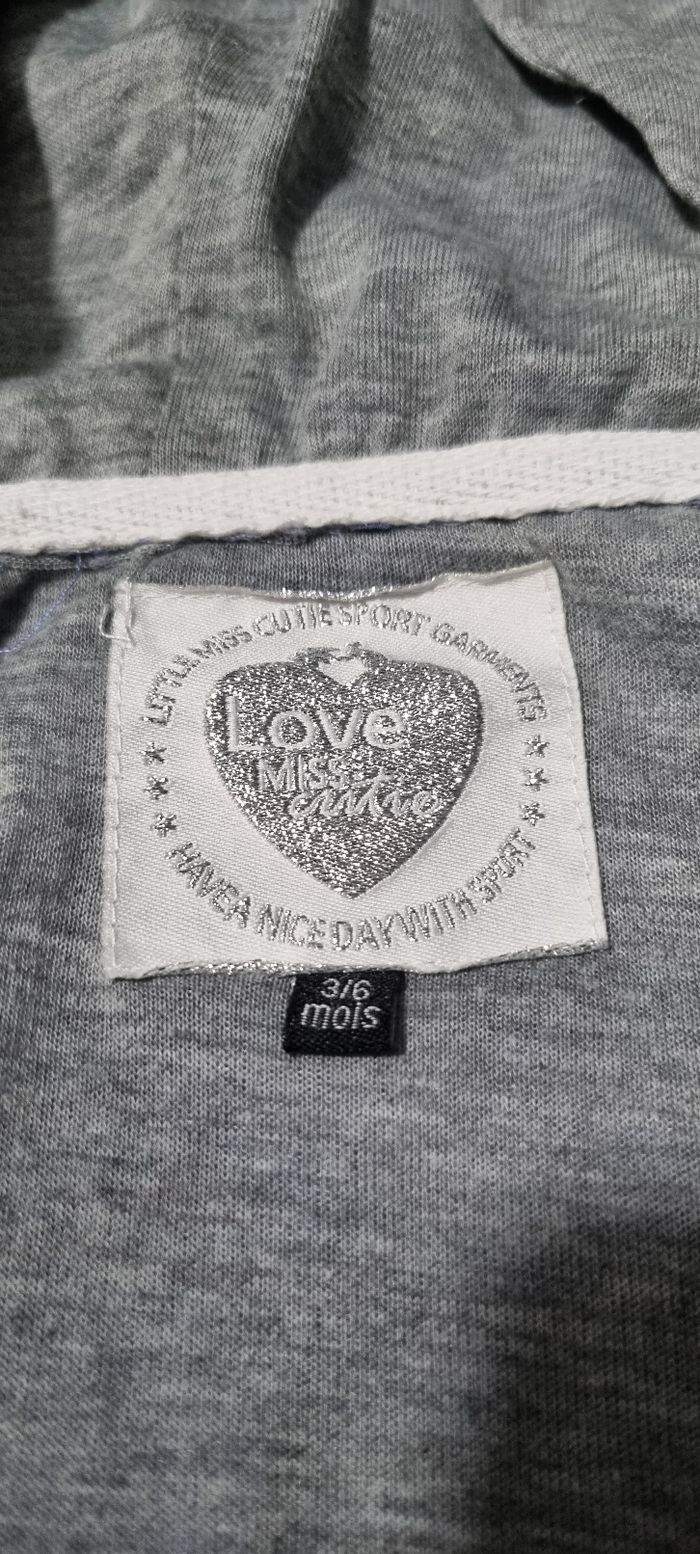 LITTLE MISS CUTIE SPORT GARMENTS
Love
MISS
cutie
HAVE A NICE DAY WITH SPORT
3/6
mois